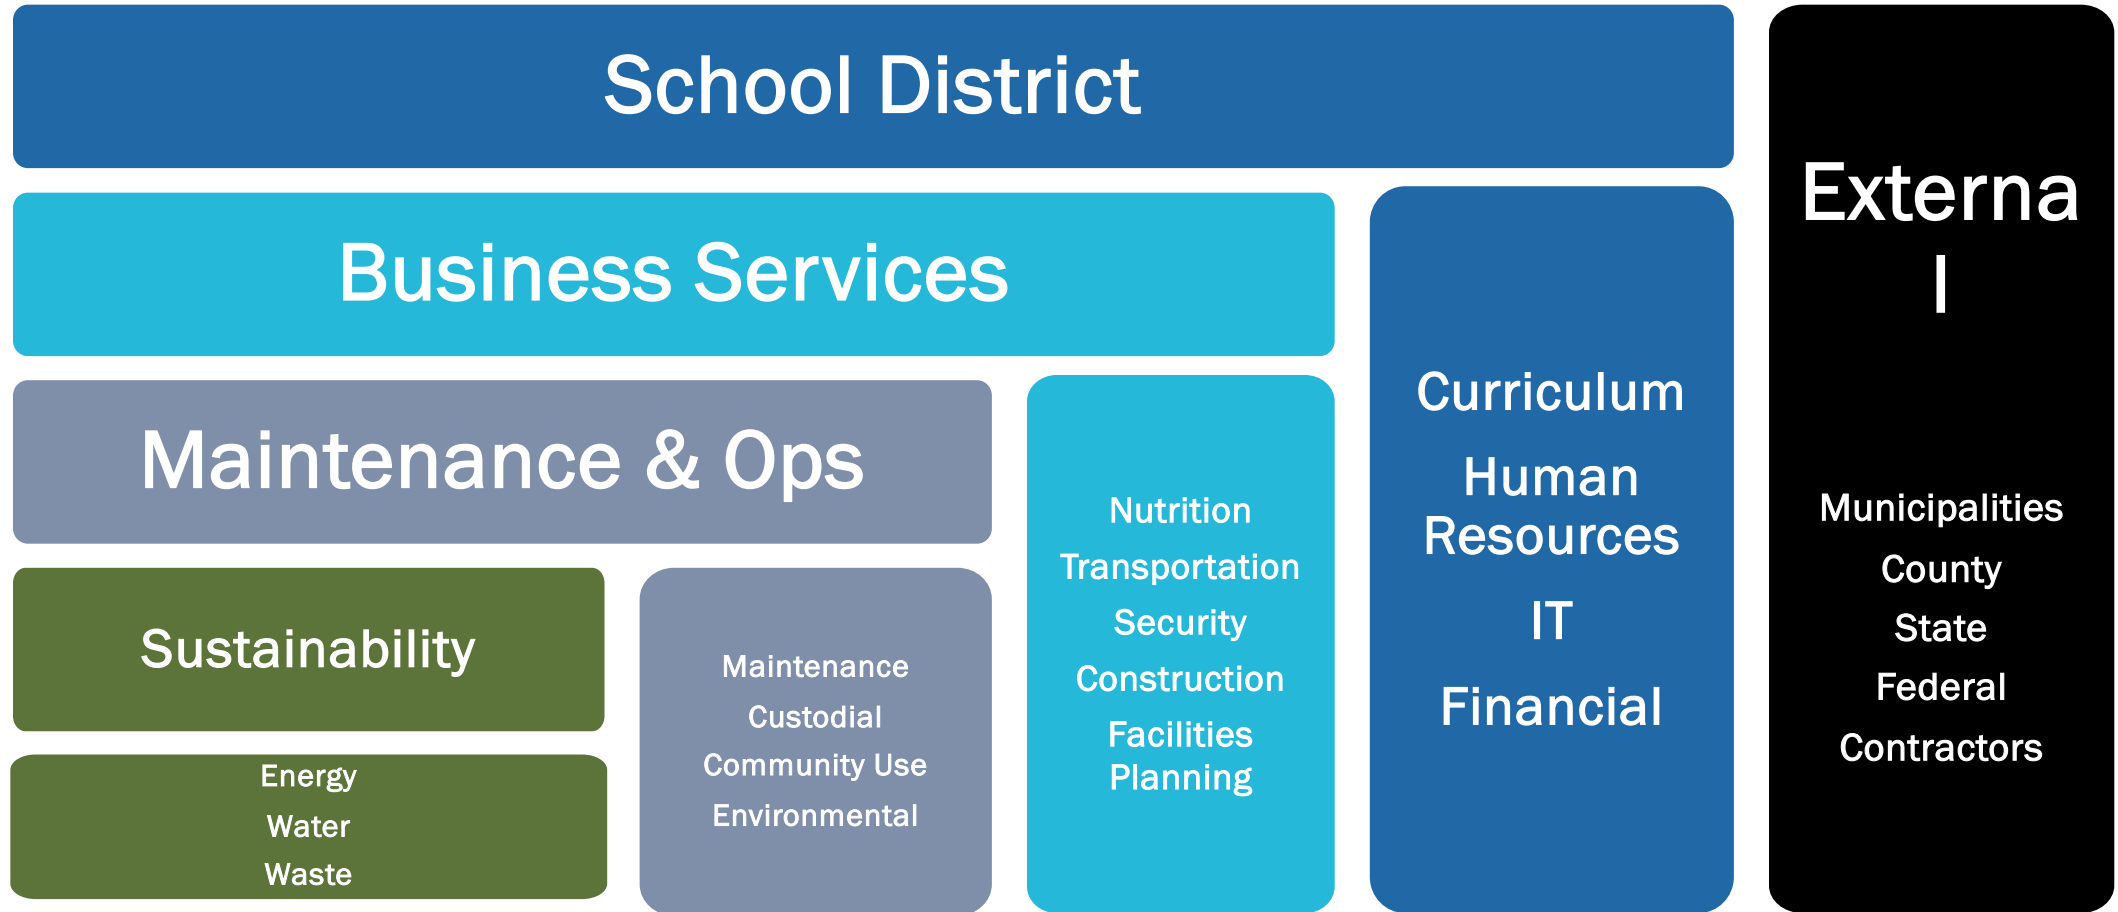 School District
Business Services
Maintenance & Ops
Sustainability
Energy
Water
Waste
Maintenance
Custodial
Community Use
Environmental
Nutrition
Transportation
Security
Construction
Facilities
Planning
Curriculum
Human
Resources
IT
Financial
Externa
l
Municipalities
County
State
Federal
Contractors